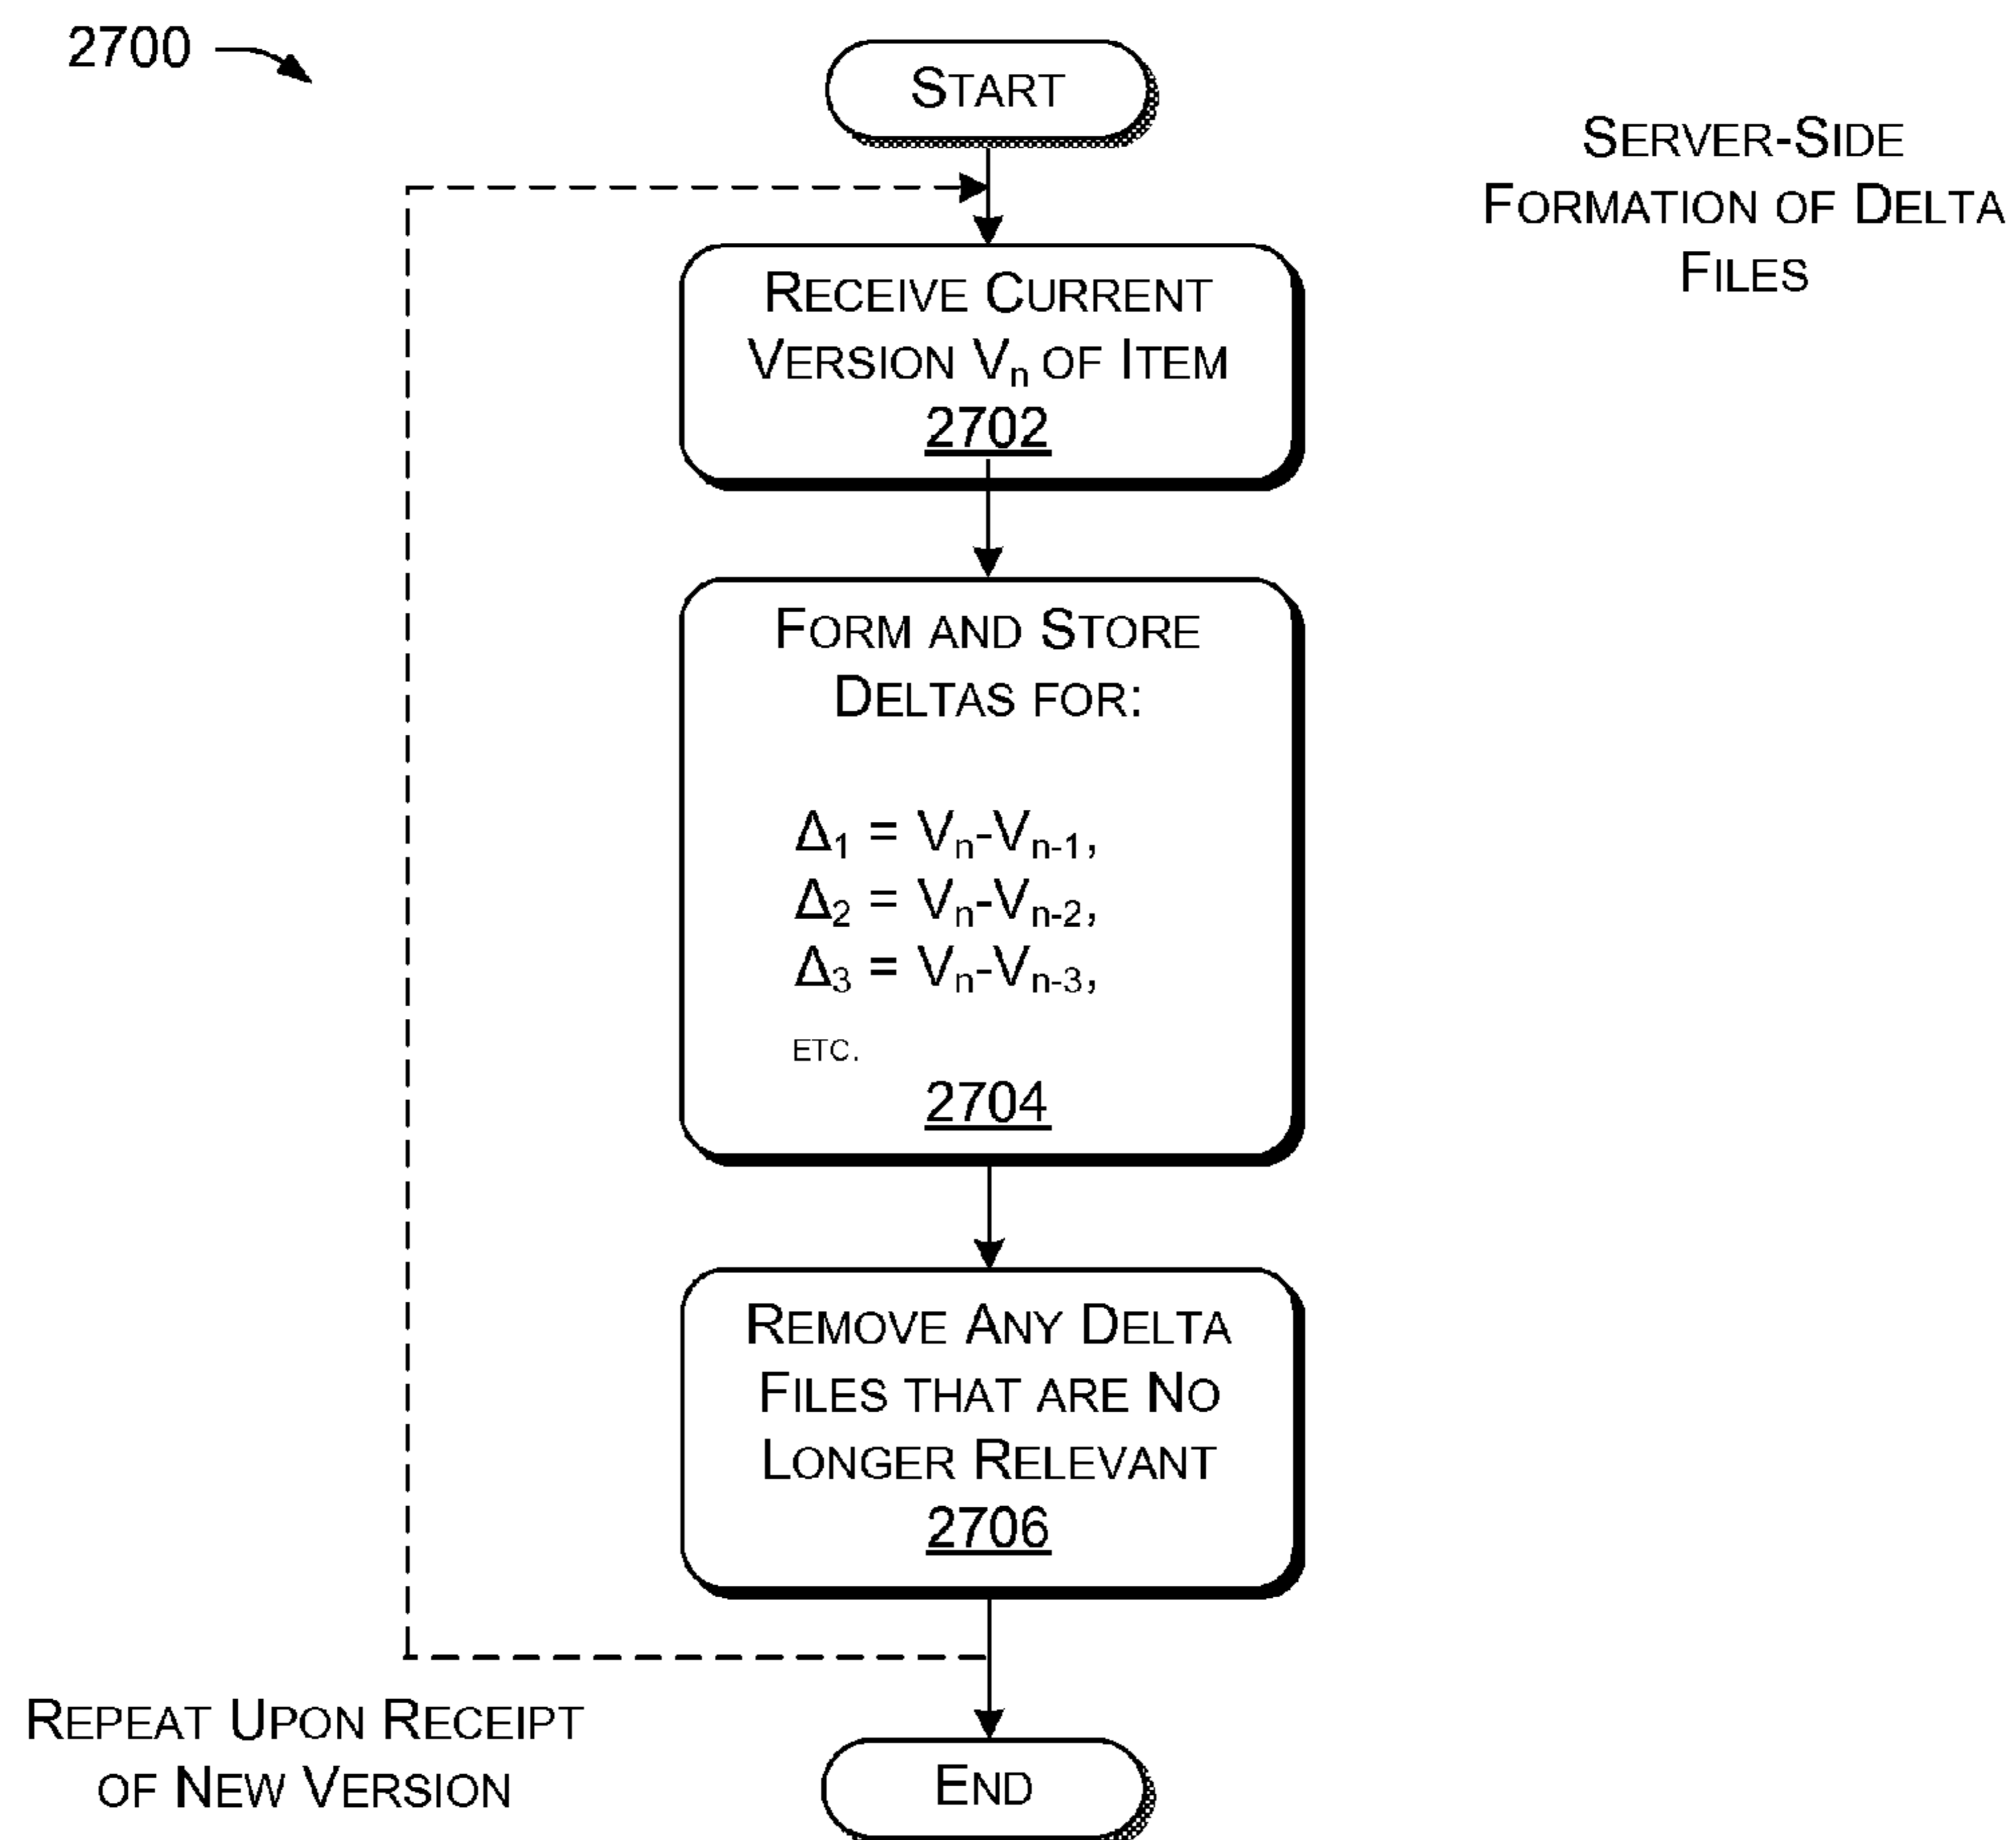 2700
START
SERVER-SIDE
FORMATION OF DELTA
FILES
RECEIVE CURRENT
VERSION Vn OF ITEM
2702
FORM AND STORE
DELTAS FOR:
Δ1 = Vn-Vn-1,
Δ2 = Vn-Vn-2,
Δ3 = Vn-Vn-3,
ETC.
2704
REMOVE ANY DELTA
FILES THAT ARE NO
LONGER RELEVANT
2706
REPEAT UPON RECEIPT
OF NEW VERSION
END